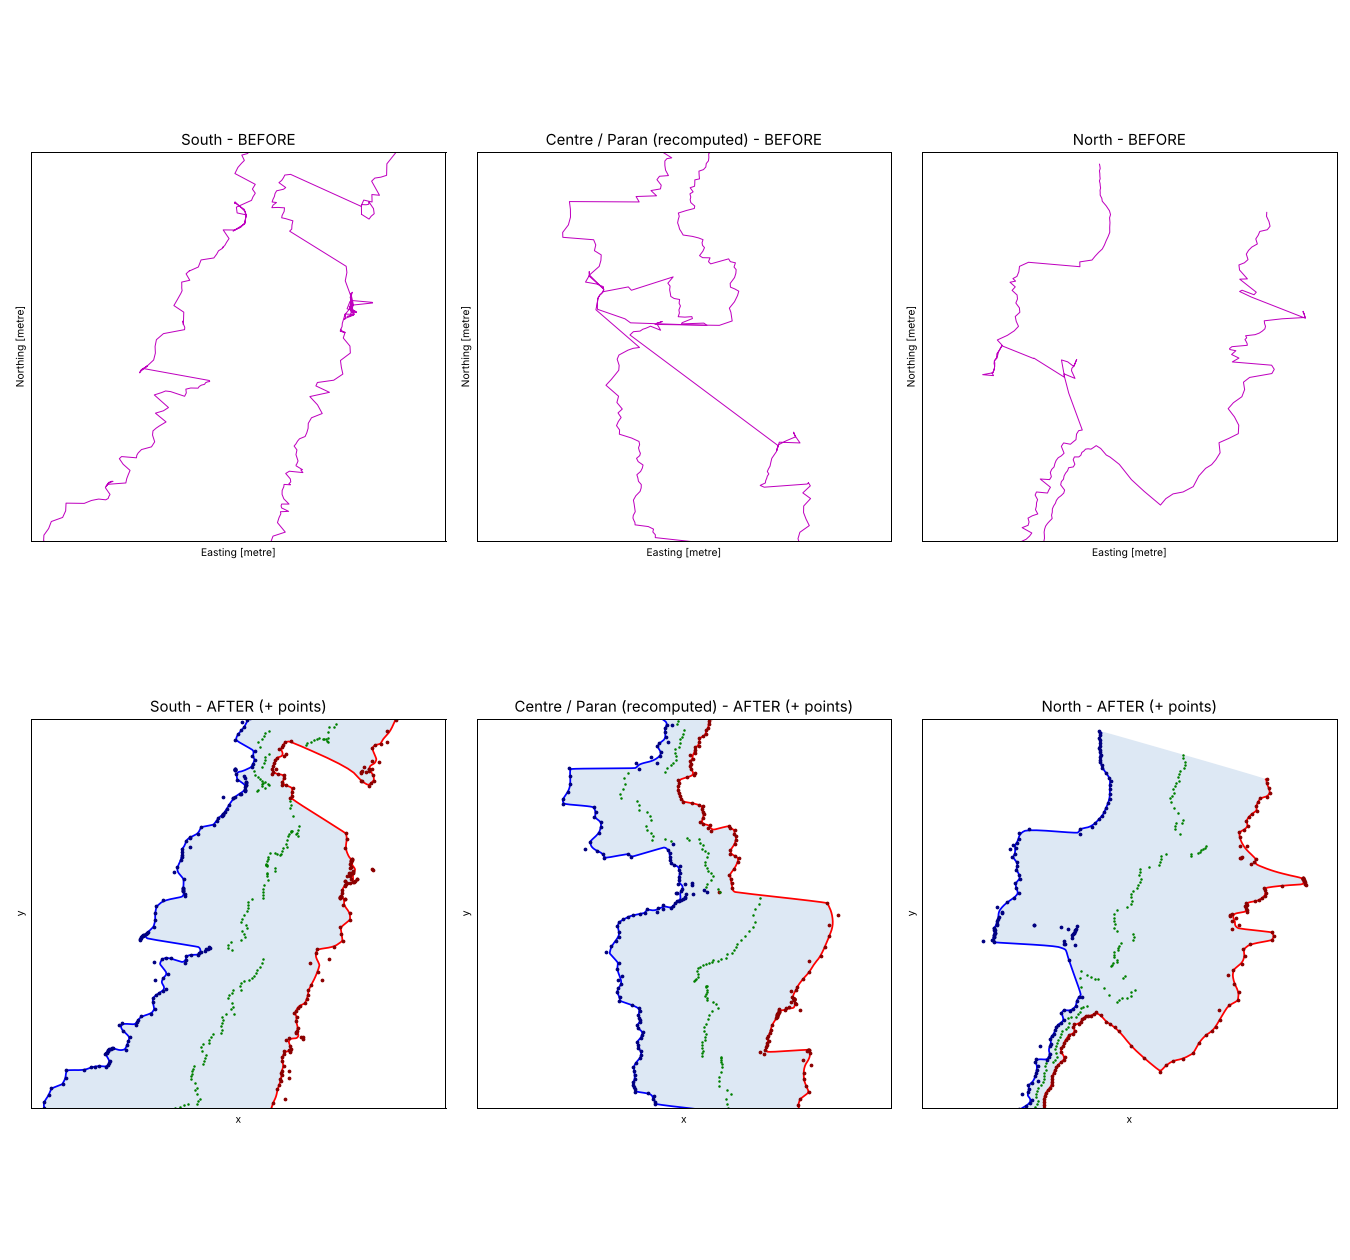 South - BEFORE
Centre / Paran (recomputed) - BEFORE
North - BEFORE
Northing [metre]
Northing [metre]
Northing [metre]
Easting [metre]
Easting [metre]
Easting [metre]
South - AFTER (+ points)
Centre / Paran (recomputed) - AFTER (+ points)
North - AFTER (+ points)
y
y
y
x
x
x